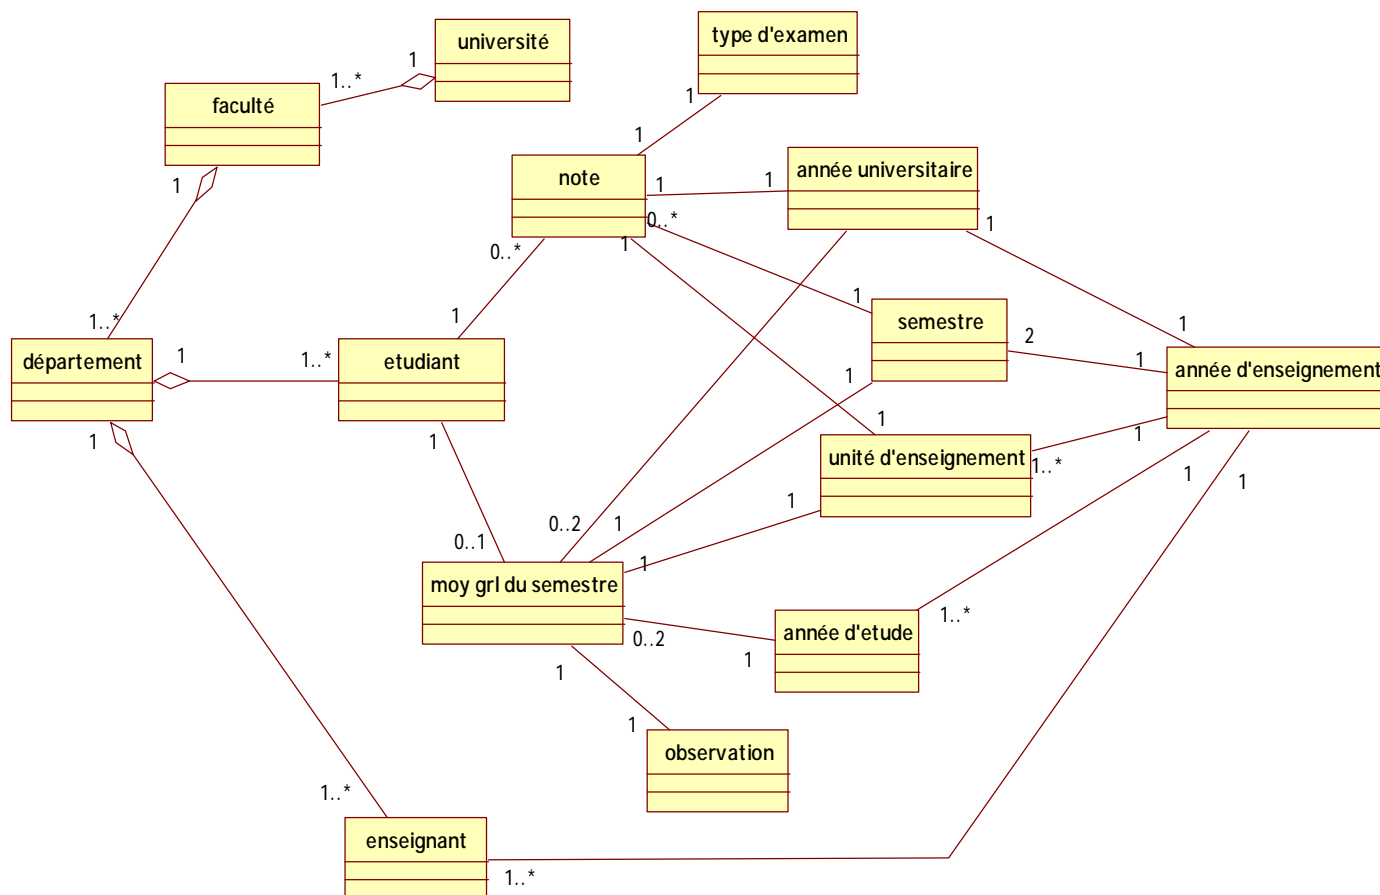 type d'examen
université
1
1..*
faculté
1
1
note
année universitaire
1
1
1
0..*
1
1
0..*
1
1
1
1..*
semestre
2
1
département
1
1..*
etudiant
année d'enseignement
1
1
1
1
unité d'enseignement
1
1..*
1
1
1
0..2
1
0..1
1
moy grl du semestre
année d'etude
1..*
0..2
1
1
1
observation
1..*
enseignant
1..*